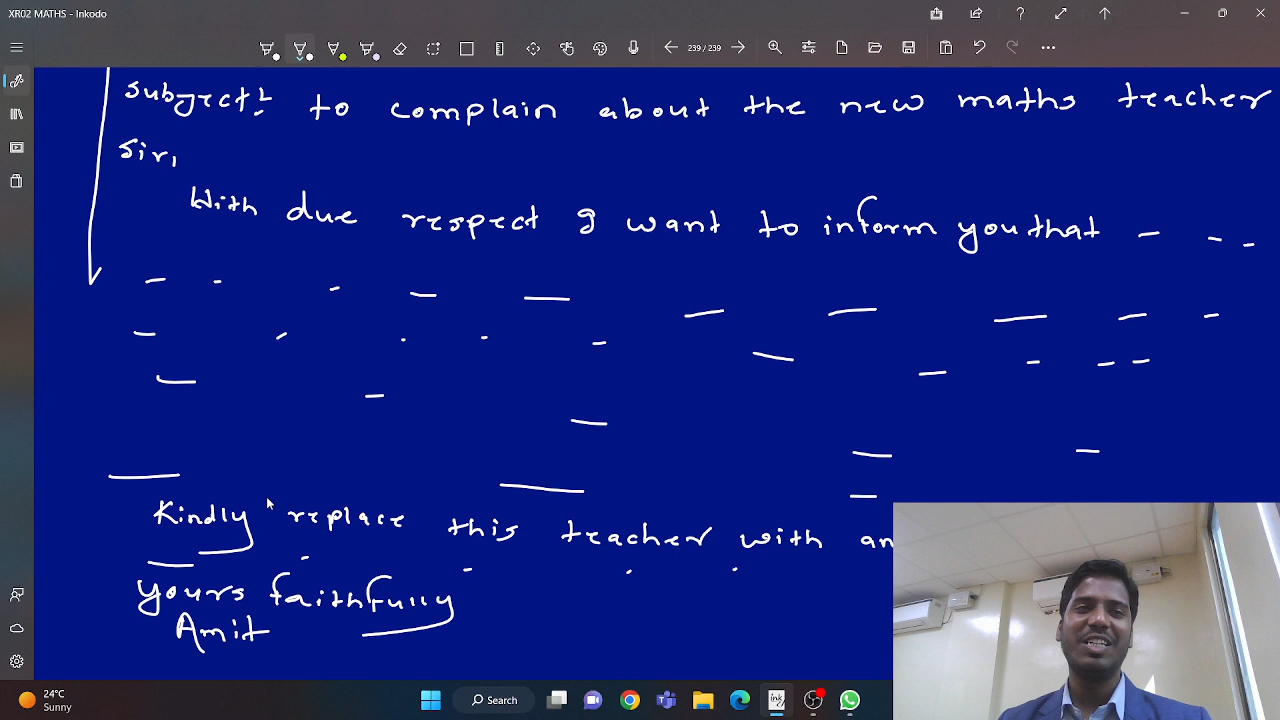 XR02 MATHS - Inkodo
239 / 239
subject: to complain about the new maths teacher
Sir,
With due respect I want to inform you that
Kindly replace this teacher with an
yours faithfully
Amit
24°C
Sunny
Search
ink